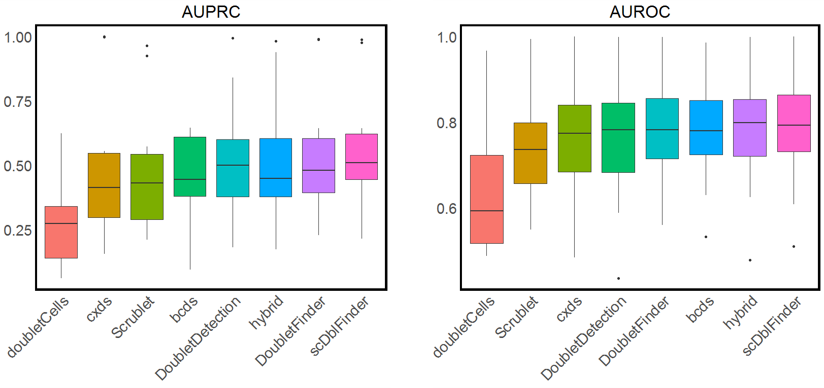 AUPRC
1.00
0.75
0.50
0.25
doubletCells
cxds
Scrublet
bcds
DoubletDetection
hybrid
DoubletFinder
scDblFinder
AUROC
1.0
0.8
0.6
doubletCells
Scrublet
cxds
DoubletDetection
DoubletFinder
bcds
hybrid
scDblFinder